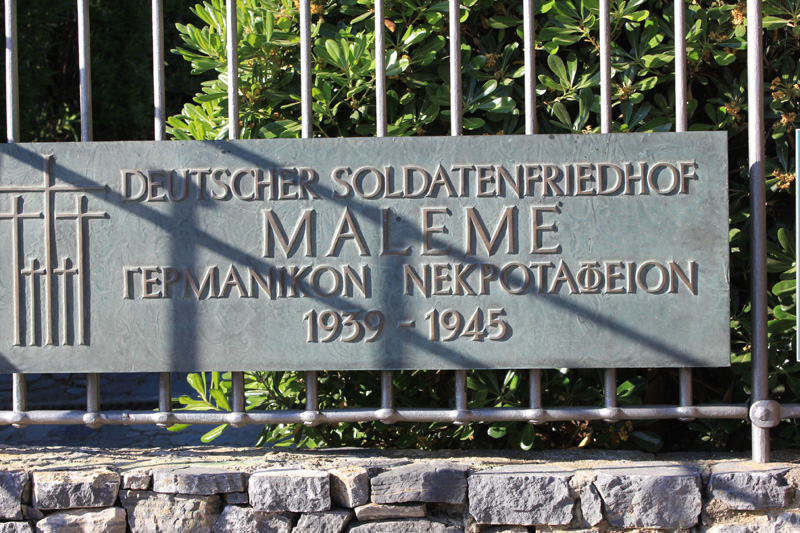 DEUTSCHER SOLDATENFRIEDHOF
MALEME
ΓΕΡΜΑΝΙΚΟΝ ΝΕΚΡΟΤΑΦΕΙΟΝ
1939 - 1945